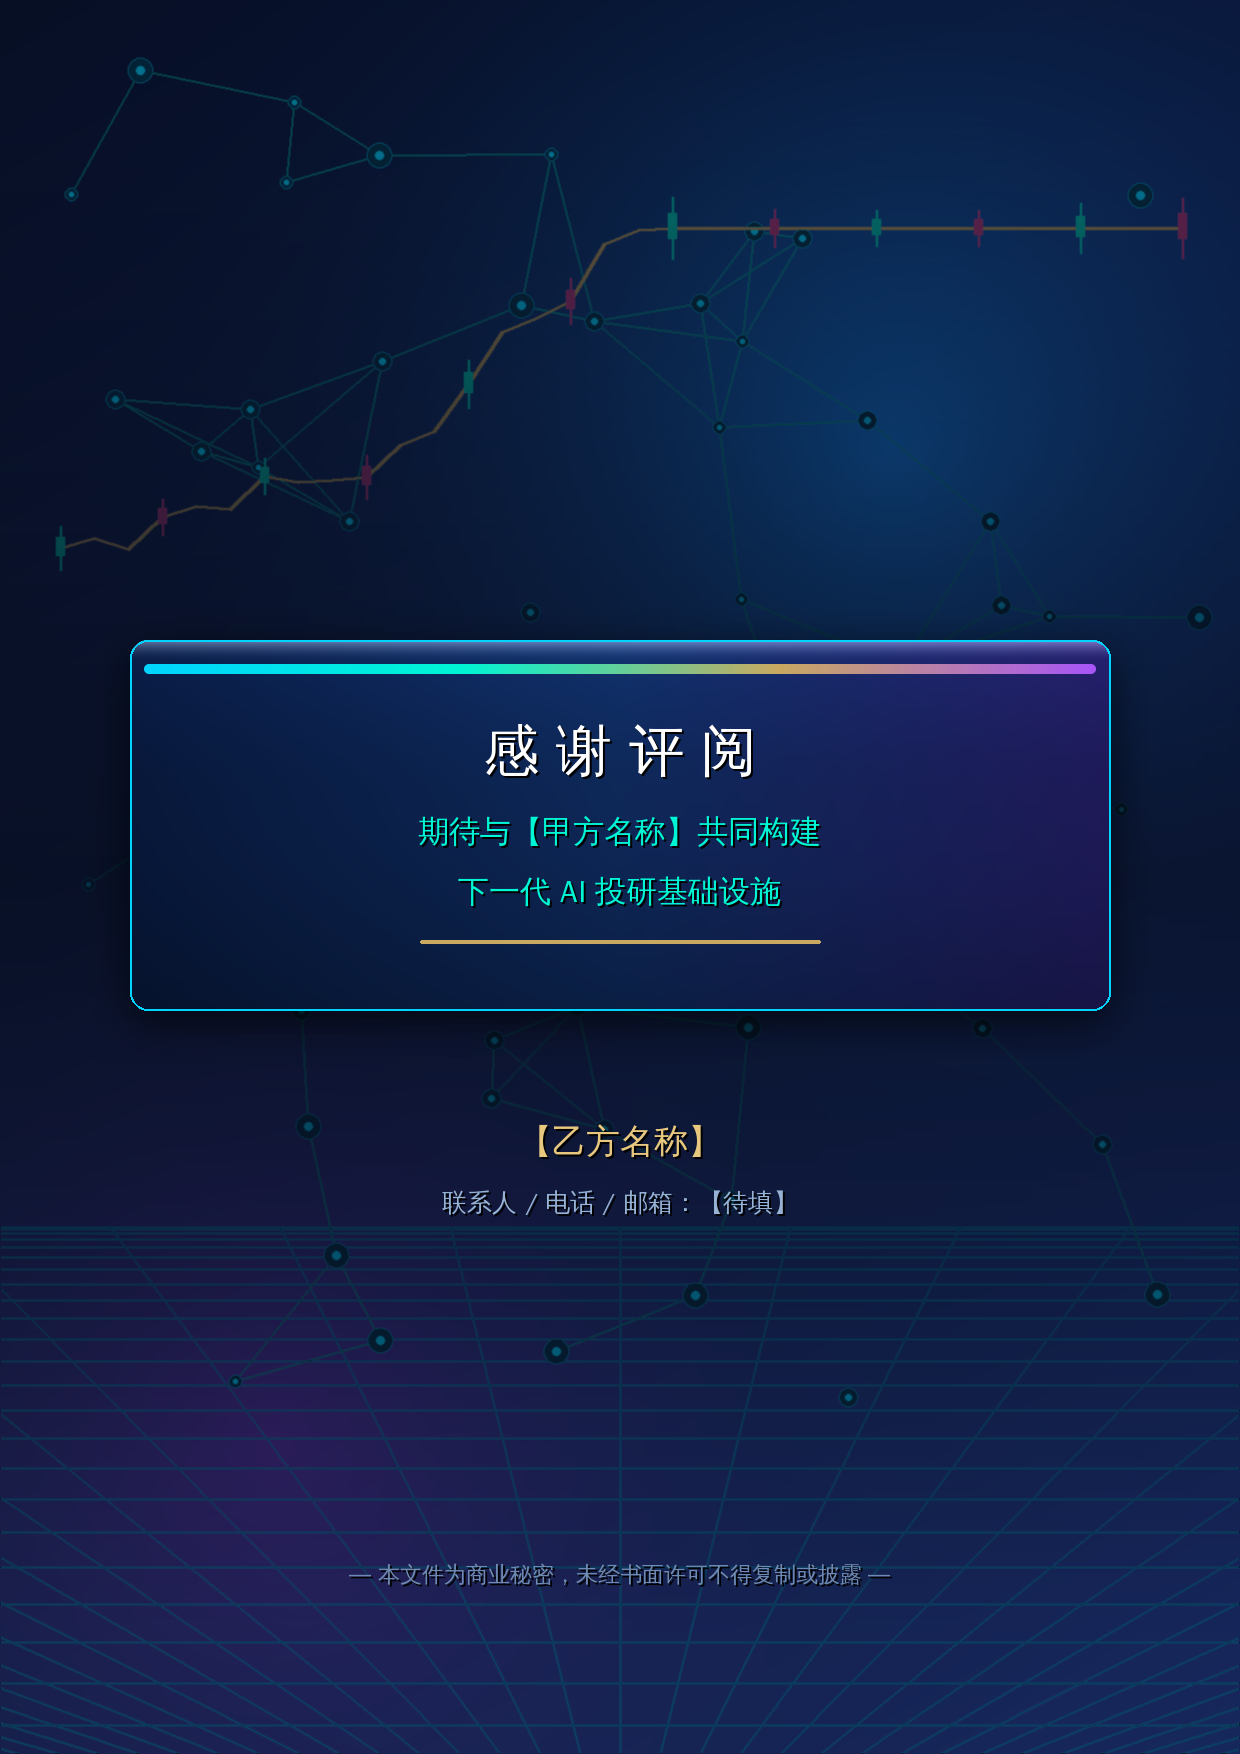 感谢评阅
期待与【甲方名称】共同构建
下一代 AI 投研基础设施
【乙方名称】
联系人 / 电话 / 邮箱：【待填】
— 本文件为商业秘密，未经书面许可不得复制或披露 —